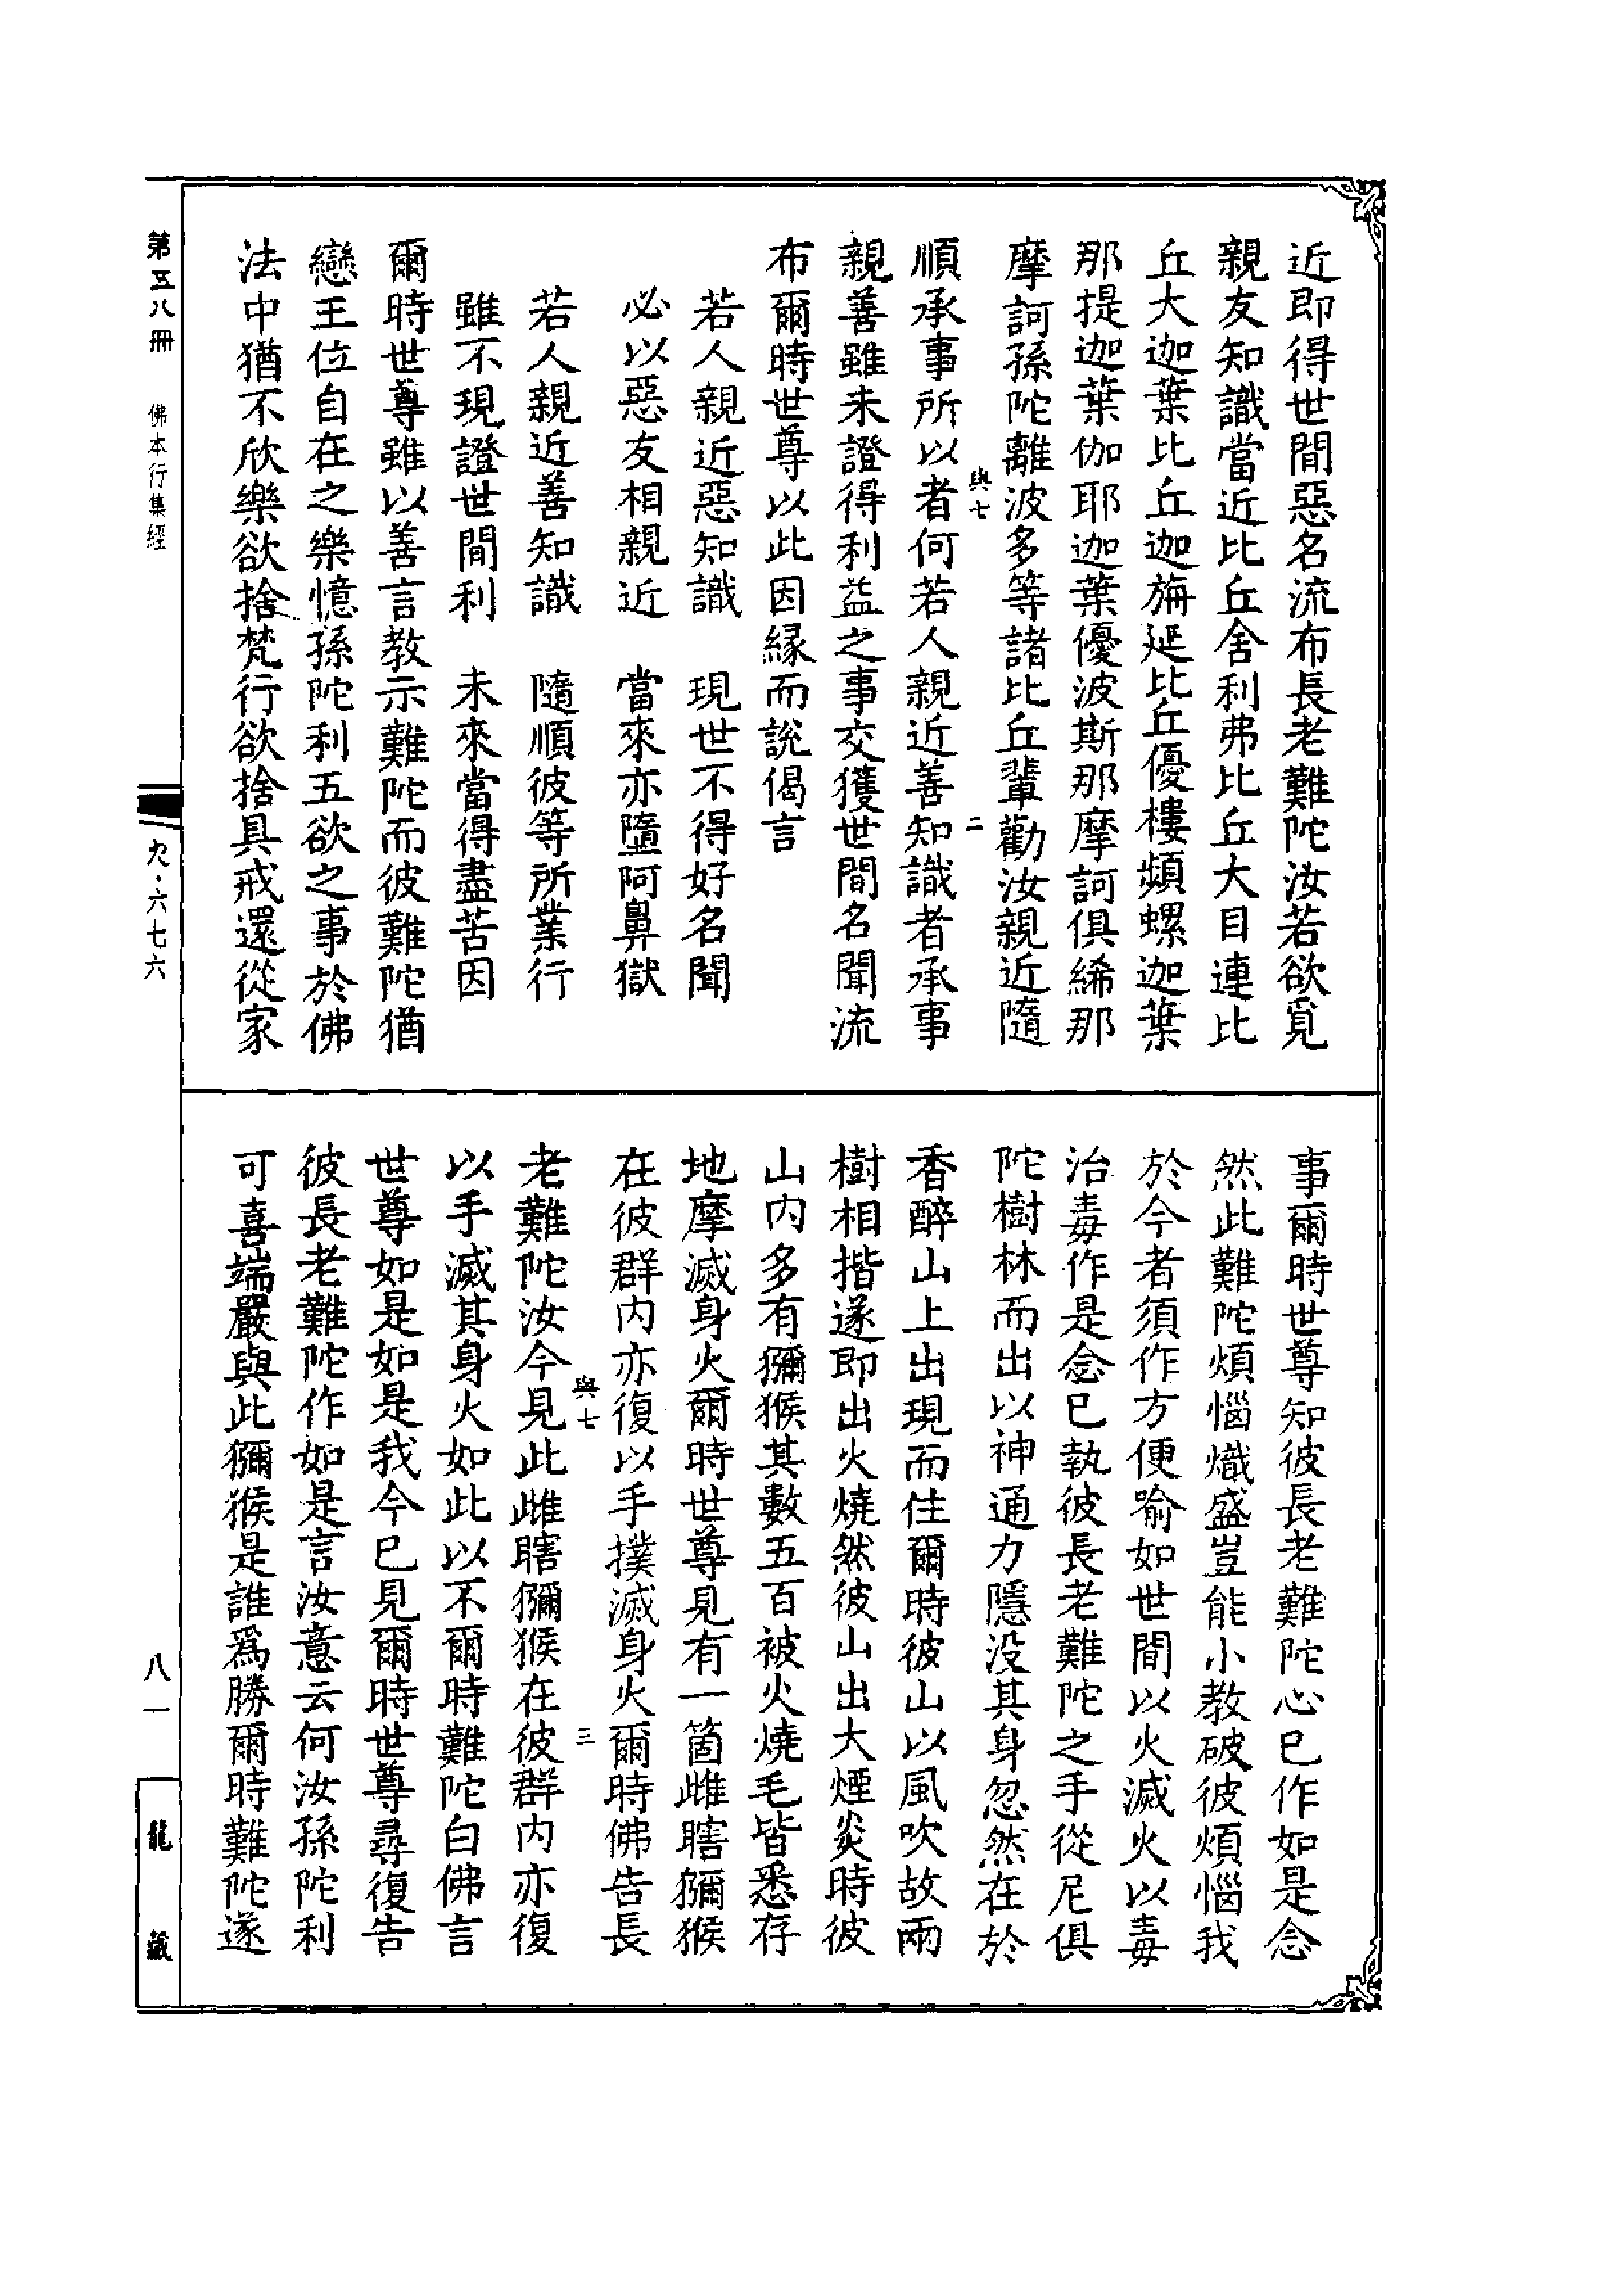 近即得世間惡名流布長老難陀汝若欲覓
親友知識當近比丘舍利弗比丘大目連比
丘大迦葉比丘迦旃延比丘優樓頻螺迦葉
那提迦葉伽耶迦葉優波斯那摩訶俱絺那
摩訶孫陀離波多等諸比丘輩勸汝親近隨
與七 二
順承事所以者何若人親近善知識者承事
親善雖未證得利益之事交獲世間名聞流
布爾時世尊以此因緣而說偈言
若人親近惡知識 現世不得好名聞
必以惡友相親近 當來亦墮阿鼻獄
若人親近善知識 隨順彼等所業行
雖不現證世間利 未來當得盡苦因
爾時世尊雖以善言教示難陀而彼難陀猶
戀王位自在之樂憶孫陀利五欲之事於佛
法中猶不欣樂欲捨梵行欲捨具戒還從家
事爾時世尊知彼長老難陀心已作如是念
然此難陀煩惱熾盛豈能小教破彼煩惱我
於今者須作方便喻如世間以火滅火以毒
治毒作是念已執彼長老難陀之手從尼俱
陀樹林而出以神通力隱没其身忽然在於
香醉山上出現而住爾時彼山以風吹故兩
樹相揩遂即出火燒然彼山出大煙炎時彼
山内多有獼猴其數五百被火燒毛皆悉存
地摩滅身火爾時世尊見有一箇雌瞎獼猴
在彼群内亦復以手撲滅身火爾時佛告長
與七 三
老難陀汝今見此雌瞎獼猴在彼群内亦復
以手滅其身火如此以不爾時難陀白佛言
世尊如是如是我今已見爾時世尊尋復告
彼長老難陀作如是言汝意云何汝孫陀利
可喜端嚴與此獼猴是誰爲勝爾時難陀遂
第五八冊 佛本行集經
九·六七六
八一
龍藏